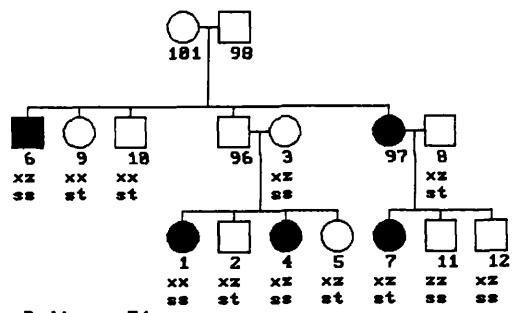 101 98
6 9 10 96 3 97 8
xz xx xx xz xz
ss st st ss st
1 2 4 5 7 11 12
xx xz xz xz xz zz xz
ss st ss st st ss ss